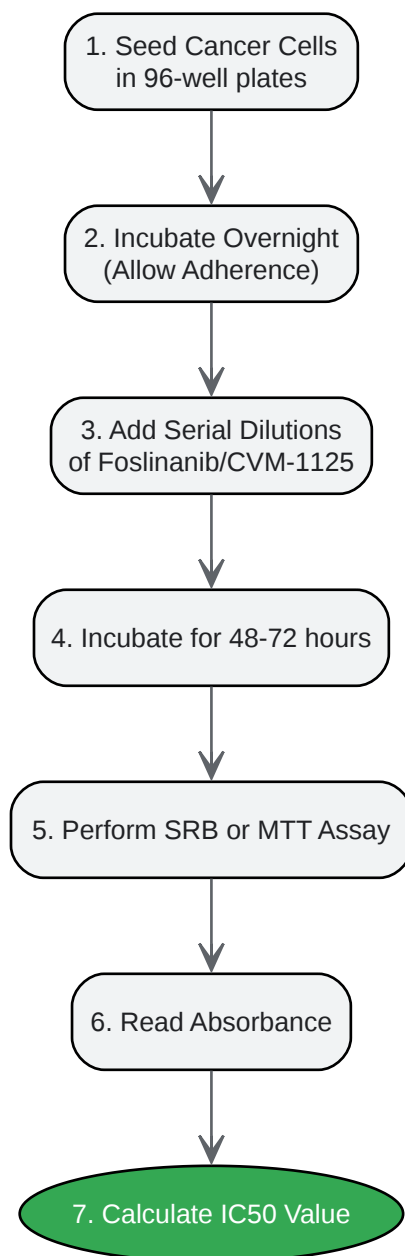 1. Seed Cancer Cells
in 96-well plates
2. Incubate Overnight
(Allow Adherence)
3. Add Serial Dilutions
of Foslinanib/CVM-1125
4. Incubate for 48-72 hours
5. Perform SRB or MTT Assay
6. Read Absorbance
7. Calculate IC50 Value